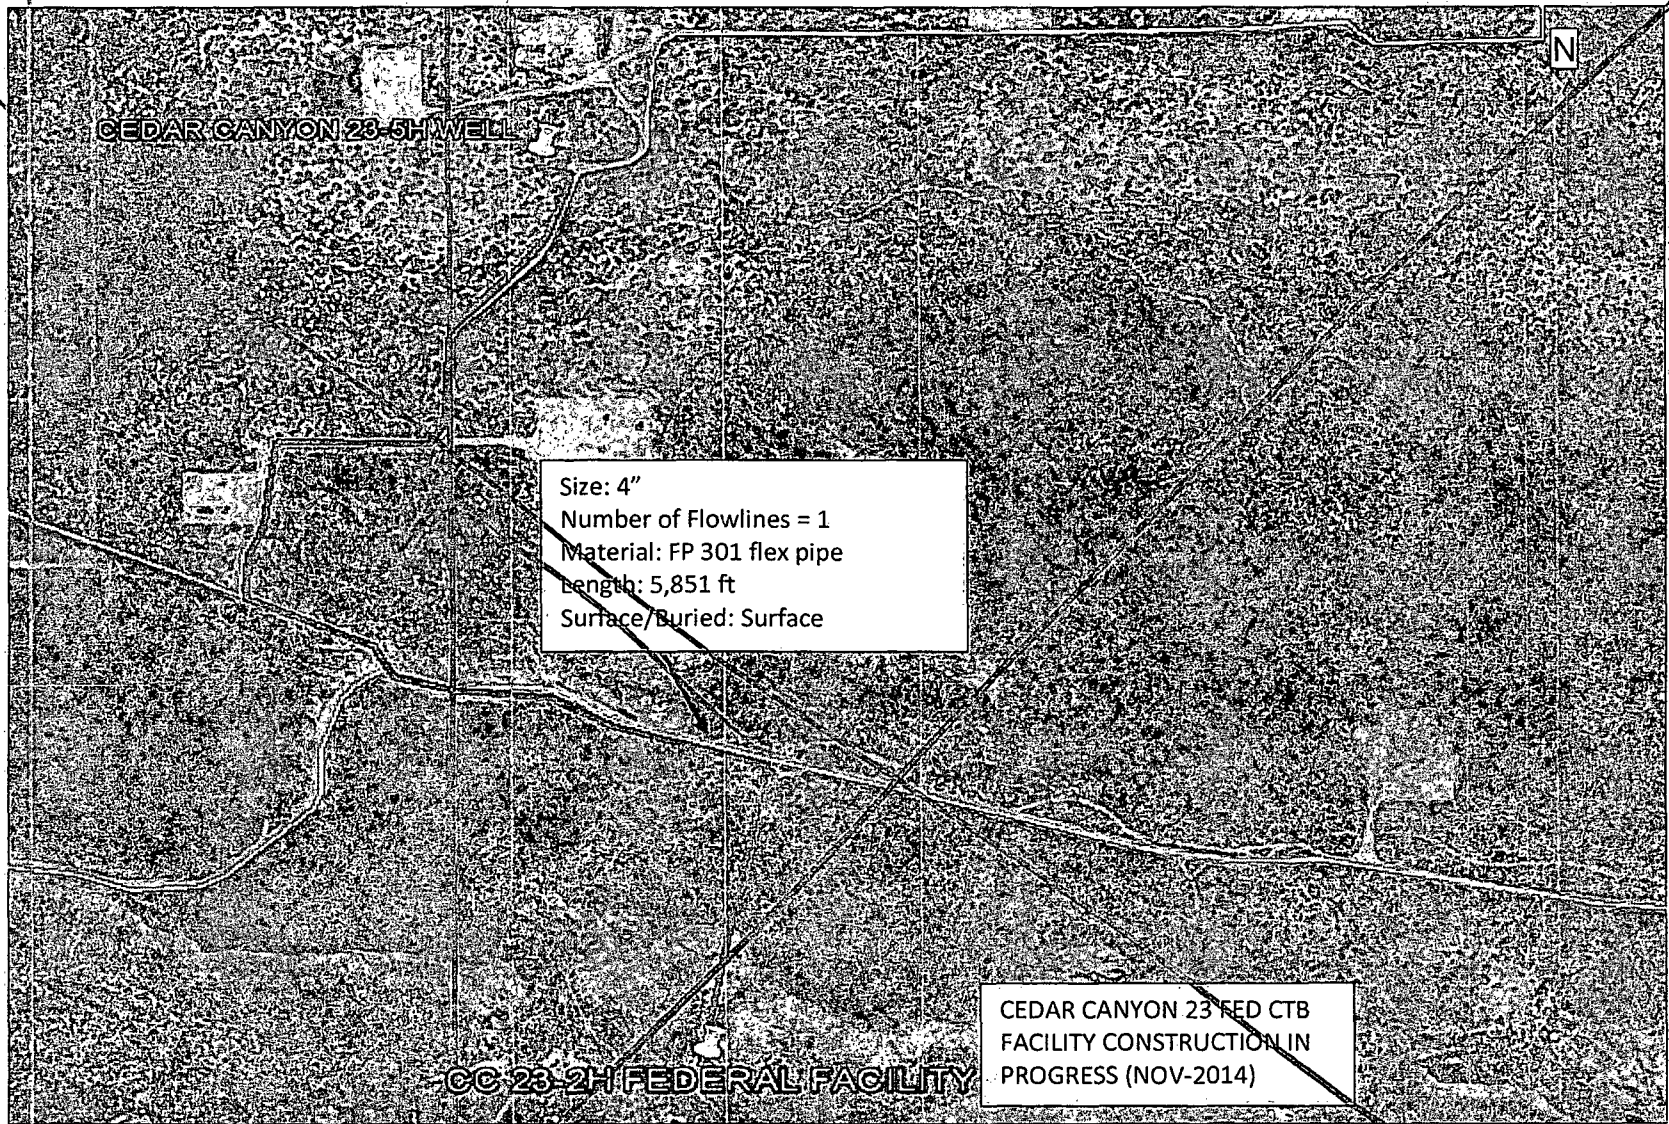 N
CEDAR CANYON 23-5H WELL
Size: 4”
Number of Flowlines = 1
Material: FP 301 flex pipe
Length: 5,851 ft
Surface/Buried: Surface
CEDAR CANYON 23 FED CTB
FACILITY CONSTRUCTION IN
PROGRESS (NOV-2014)
CC 23-2H FEDERAL FACILITY